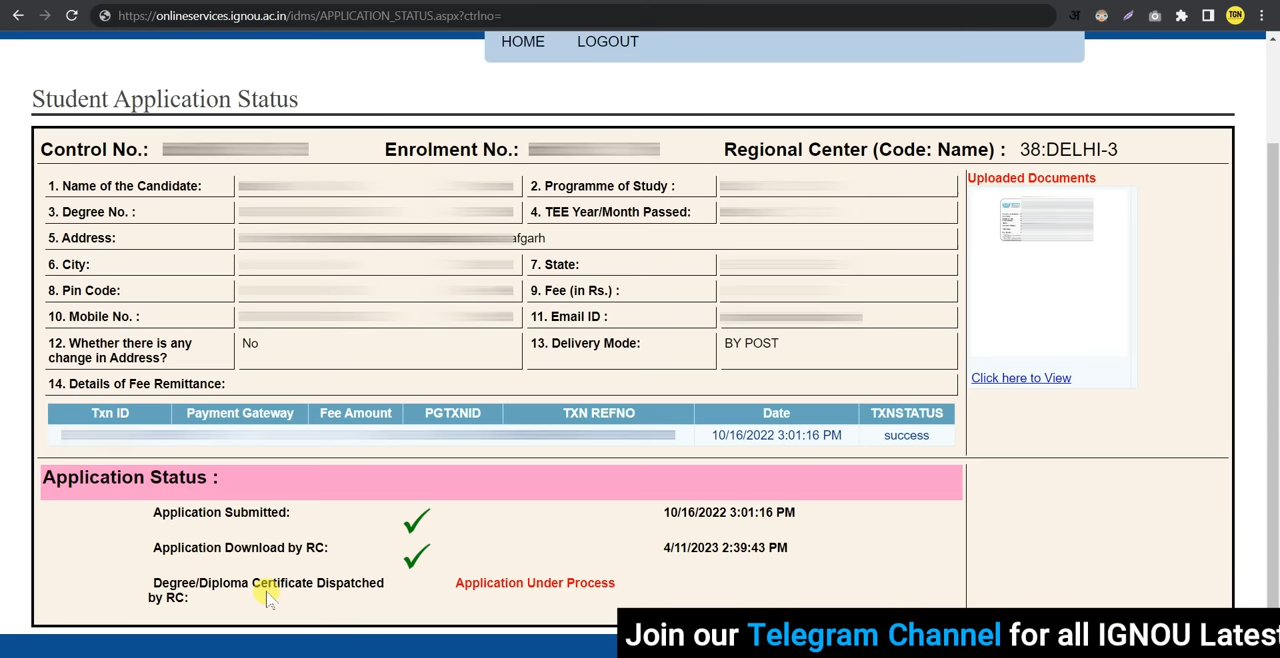 https://onlineservices.ignou.ac.in/idms/APPLICATION_STATUS.aspx?ctrlno=
अ
TGN
HOME LOGOUT
Student Application Status
Control No.: Enrolment No.: Regional Center (Code: Name) : 38:DELHI-3
1. Name of the Candidate: 2. Programme of Study :
Uploaded Documents
3. Degree No. : 4. TEE Year/Month Passed:
5. Address: afgarh
6. City: 7. State:
8. Pin Code: 9. Fee (in Rs.) :
10. Mobile No. : 11. Email ID :
12. Whether there is any change in Address? No 13. Delivery Mode: BY POST
Click here to View
14. Details of Fee Remittance:
Txn ID Payment Gateway Fee Amount PGTXNID TXN REFNO Date TXNSTATUS
10/16/2022 3:01:16 PM success
Application Status :
Application Submitted: 10/16/2022 3:01:16 PM
Application Download by RC: 4/11/2023 2:39:43 PM
Degree/Diploma Certificate Dispatched by RC: Application Under Process
Join our Telegram Channel for all IGNOU Latest